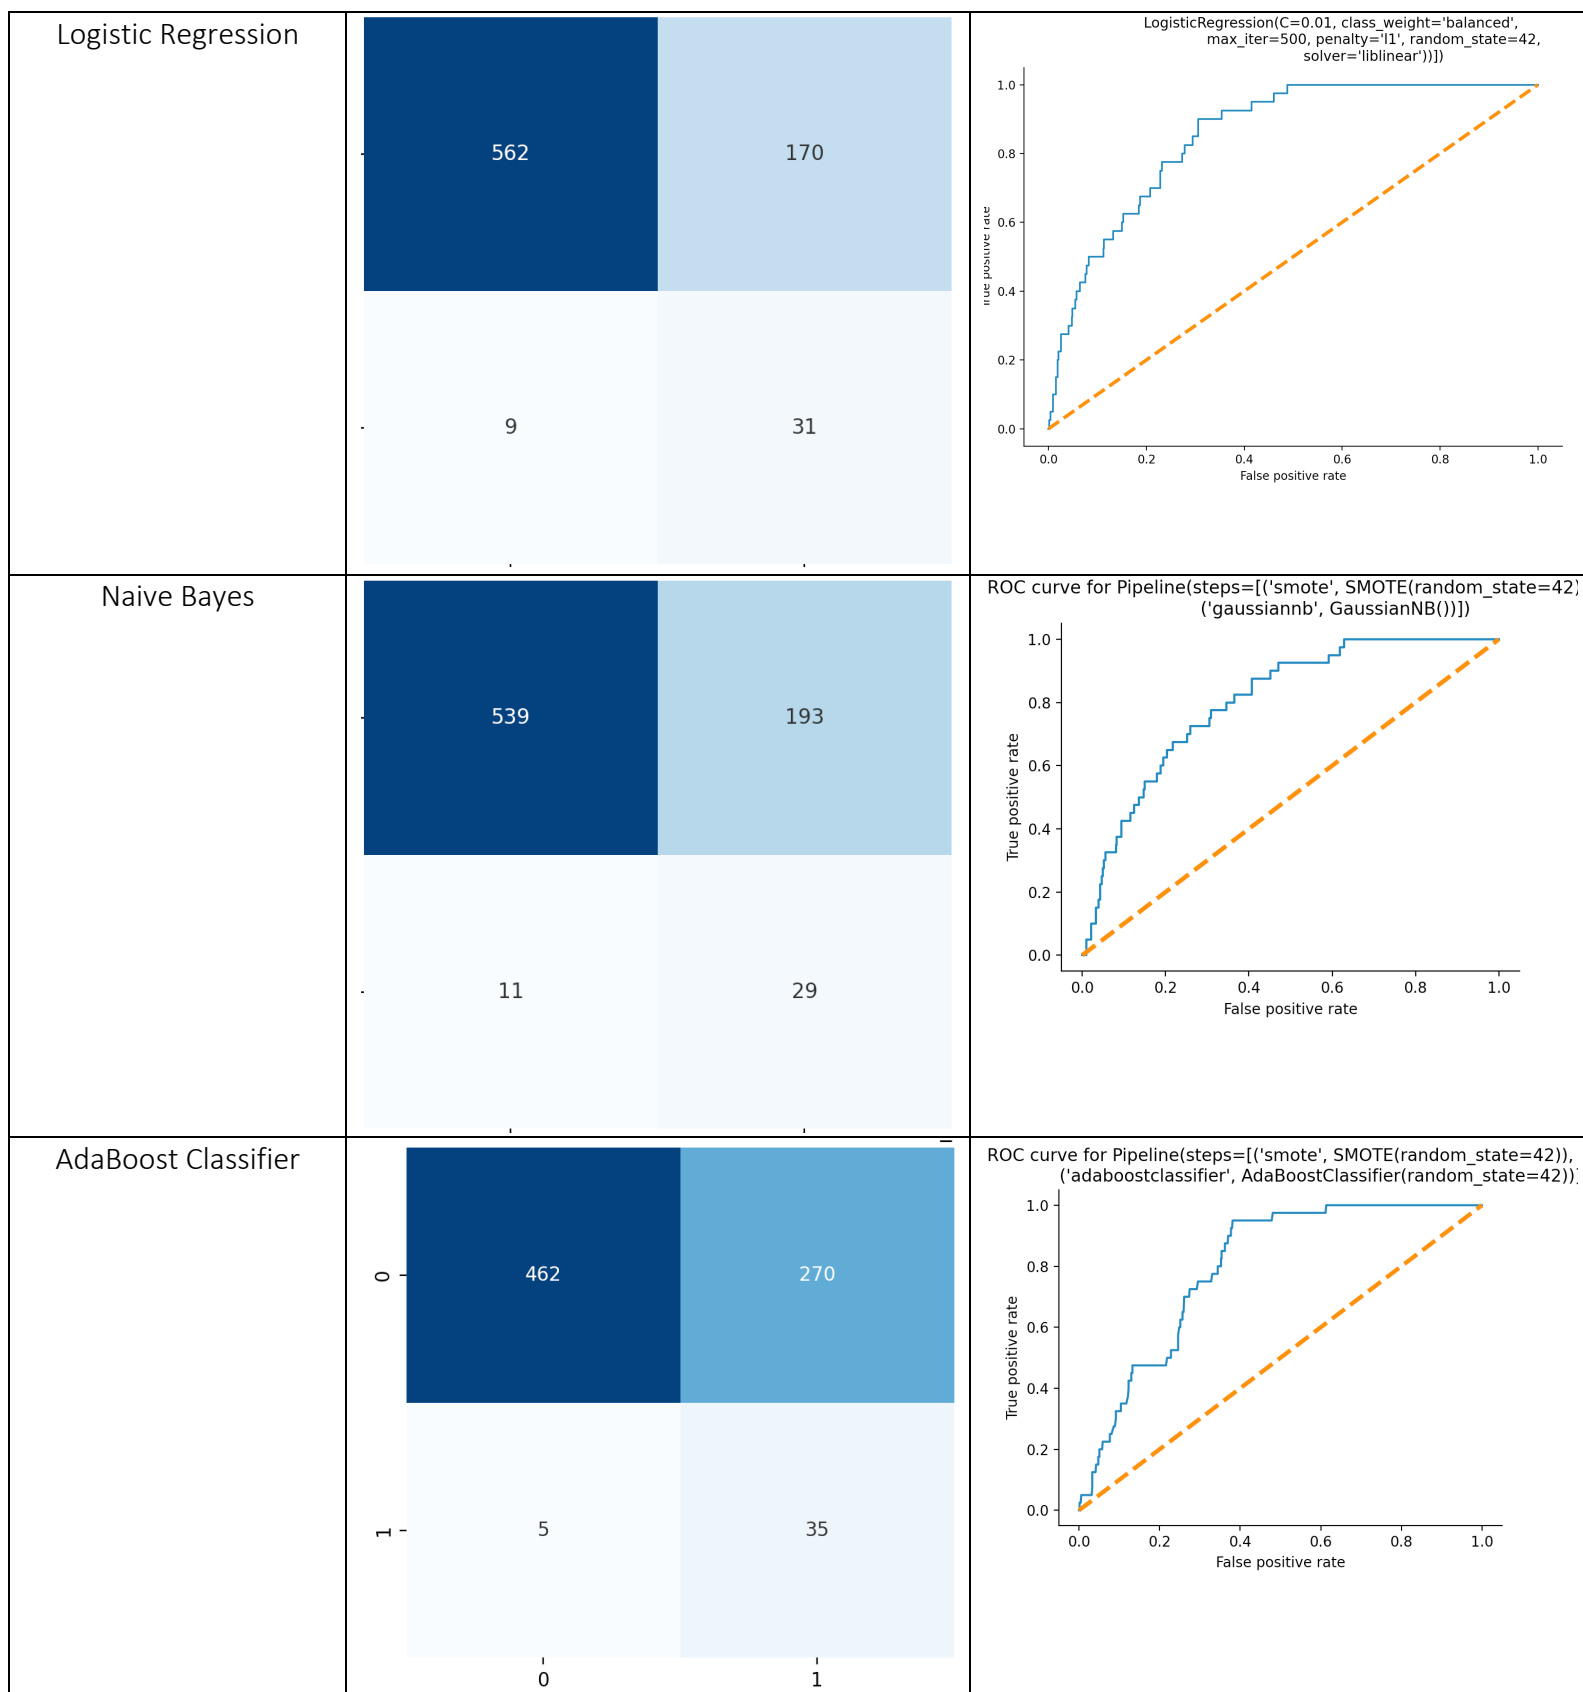 Logistic Regression
562
170
9
31
LogisticRegression(C=0.01, class_weight='balanced',
max_iter=500, penalty='l1', random_state=42,
solver='liblinear'))])
1.0
0.8
0.6
0.4
0.2
0.0
True positive rate
0.0 0.2 0.4 0.6 0.8 1.0
False positive rate
Naive Bayes
539
193
11
29
ROC curve for Pipeline(steps=[('smote', SMOTE(random_state=42)
('gaussiannb', GaussianNB())])
1.0
0.8
0.6
0.4
0.2
0.0
True positive rate
0.0 0.2 0.4 0.6 0.8 1.0
False positive rate
AdaBoost Classifier
0
462
270
1
5
35
0 1
ROC curve for Pipeline(steps=[('smote', SMOTE(random_state=42)),
('adaboostclassifier', AdaBoostClassifier(random_state=42))]
1.0
0.8
0.6
0.4
0.2
0.0
True positive rate
0.0 0.2 0.4 0.6 0.8 1.0
False positive rate